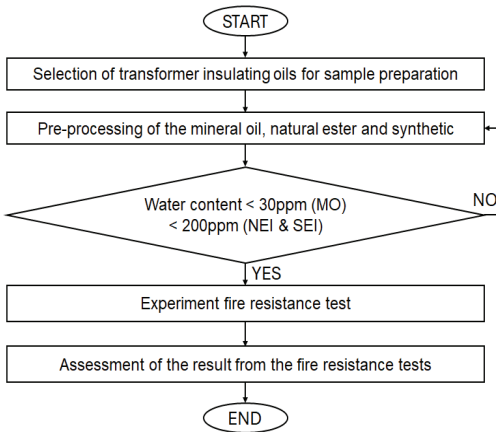 START
Selection of transformer insulating oils for sample preparation
Pre-processing of the mineral oil, natural ester and synthetic
Water content < 30ppm (MO)
< 200ppm (NEI & SEI)
NO
YES
Experiment fire resistance test
Assessment of the result from the fire resistance tests
END